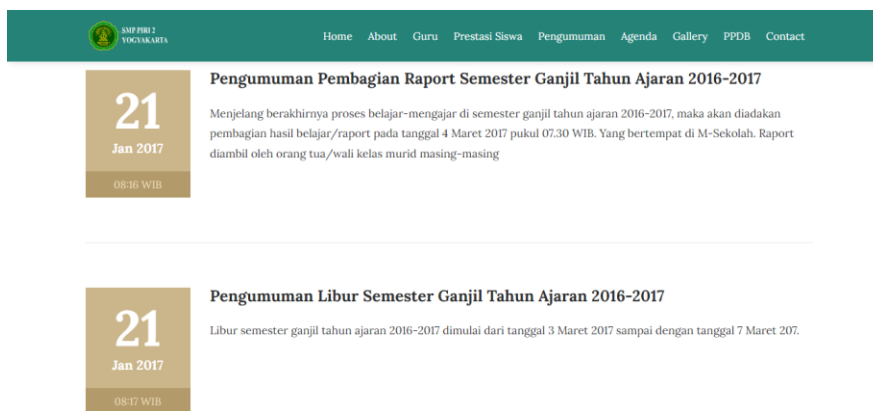 SMP PIRI 2
YOGYAKARTA
Home About Guru Prestasi Siswa Pengumuman Agenda Gallery PPDB Contact
21
Jan 2017
08:16 WIB
Pengumuman Pembagian Raport Semester Ganjil Tahun Ajaran 2016-2017
Menjelang berakhirnya proses belajar-mengajar di semester ganjil tahun ajaran 2016-2017, maka akan diadakan
pembagian hasil belajar/raport pada tanggal 4 Maret 2017 pukul 07.30 WIB. Yang bertempat di M-Sekolah. Raport
diambil oleh orang tua/wali kelas murid masing-masing
21
Jan 2017
08:17 WIB
Pengumuman Libur Semester Ganjil Tahun Ajaran 2016-2017
Libur semester ganjil tahun ajaran 2016-2017 dimulai dari tanggal 3 Maret 2017 sampai dengan tanggal 7 Maret 207.